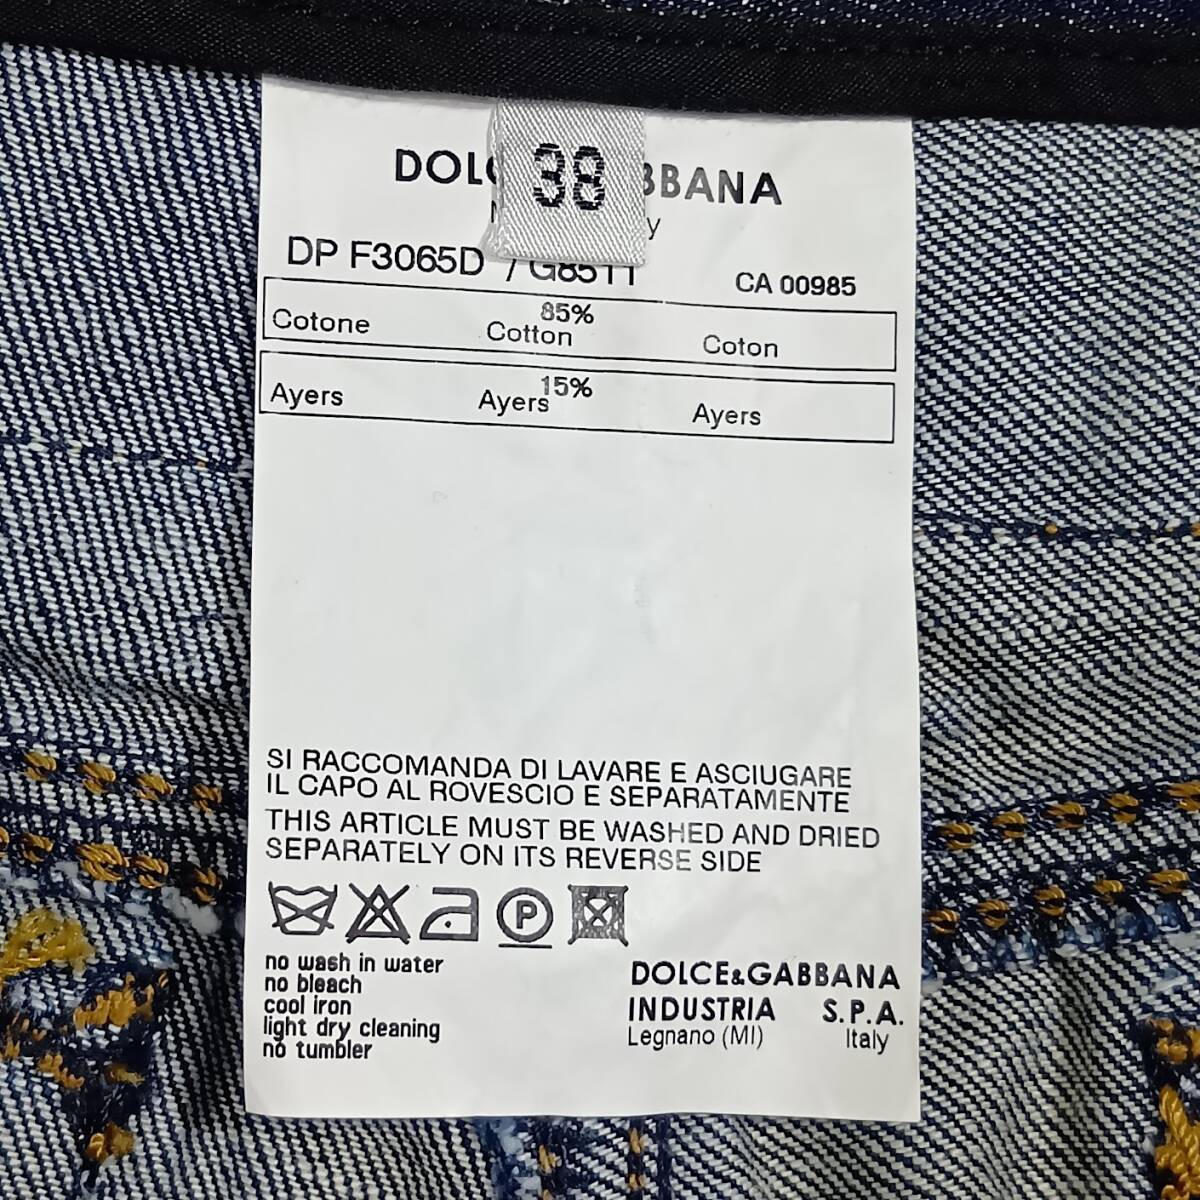 38
DP F3065D / G8511
CA 00985
85%
Cotone Cotton Coton
15%
Ayers Ayers Ayers
SI RACCOMANDA DI LAVARE E ASCIUGARE
IL CAPO AL ROVESCIO E SEPARATAMENTE
THIS ARTICLE MUST BE WASHED AND DRIED
SEPARATELY ON ITS REVERSE SIDE
P
no wash in water
no bleach
cool iron
light dry cleaning
no tumbler
DOLCE&GABBANA
INDUSTRIA S.P.A.
Legnano (MI) Italy